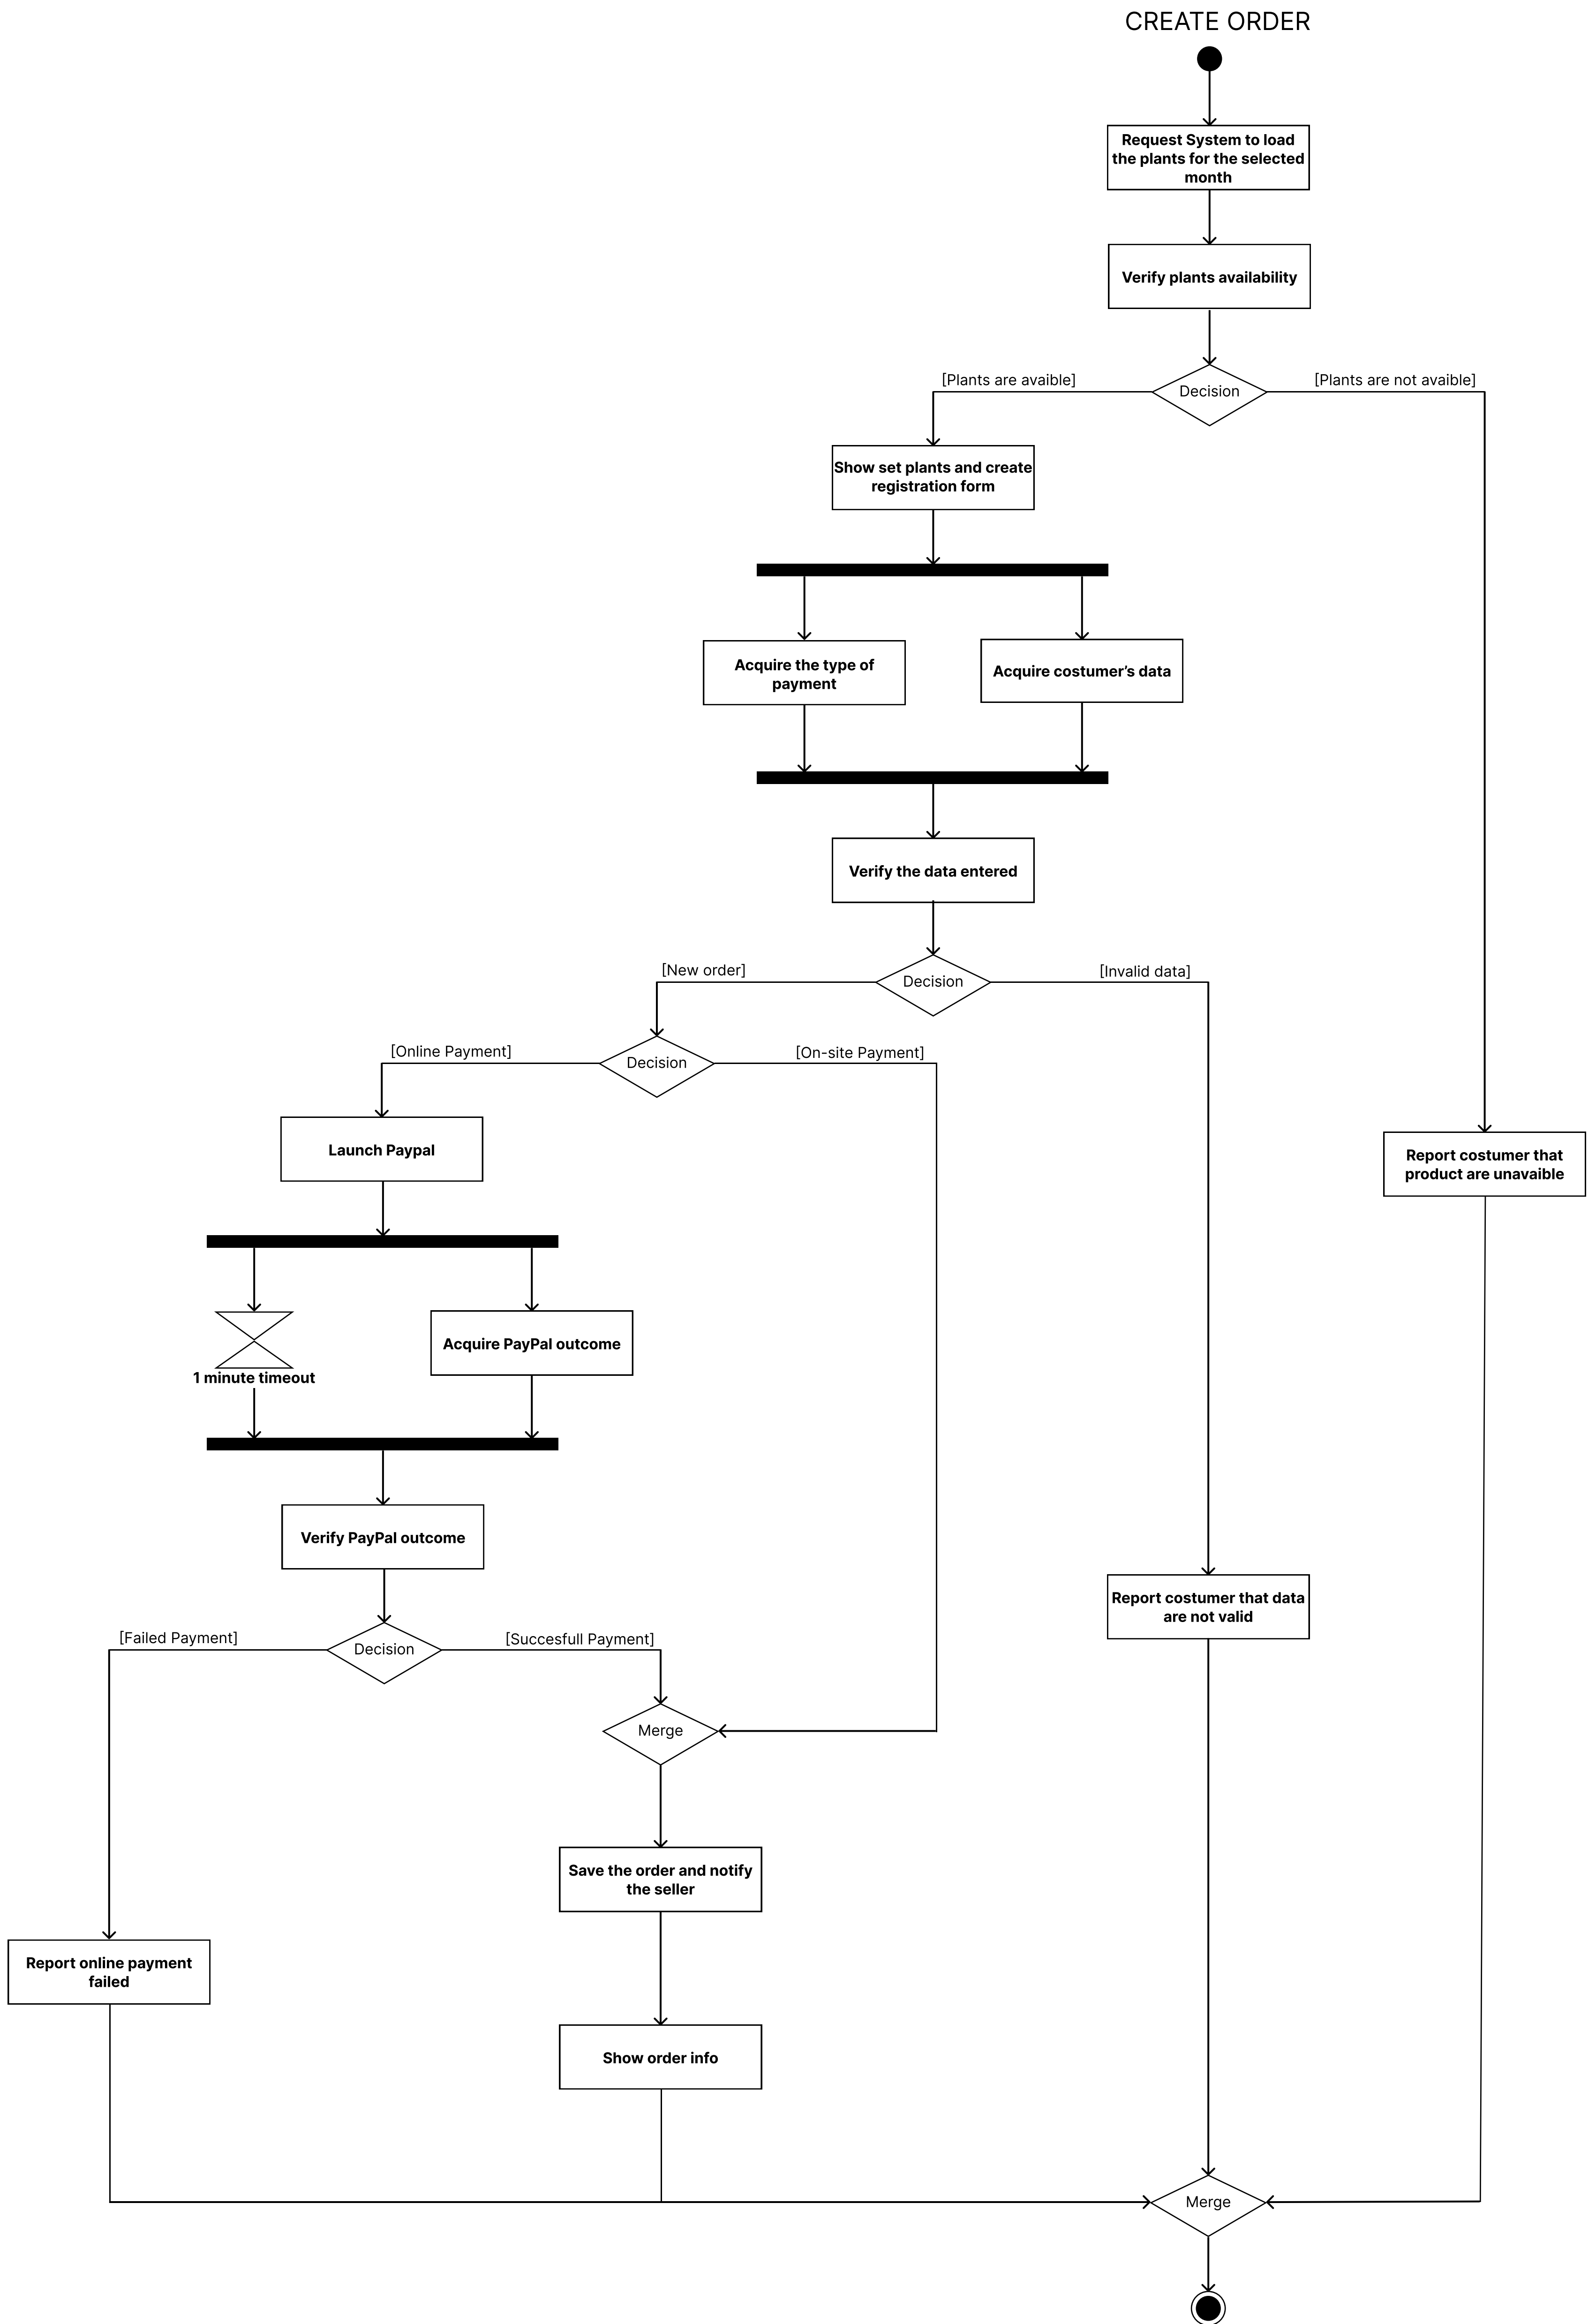 CREATE ORDER
Request System to load
the plants for the selected
month
Verify plants availability
[Plants are avaible]
Decision
[Plants are not avaible]
Show set plants and create
registration form
Acquire the type of
payment
Acquire costumer’s data
Verify the data entered
[New order]
Decision
[Invalid data]
[Online Payment]
Decision
[On-site Payment]
Launch Paypal
Report costumer that
product are unavaible
Acquire PayPal outcome
1 minute timeout
Verify PayPal outcome
Report costumer that data
are not valid
[Failed Payment]
Decision
[Succesfull Payment]
Merge
Save the order and notify
the seller
Report online payment
failed
Show order info
Merge